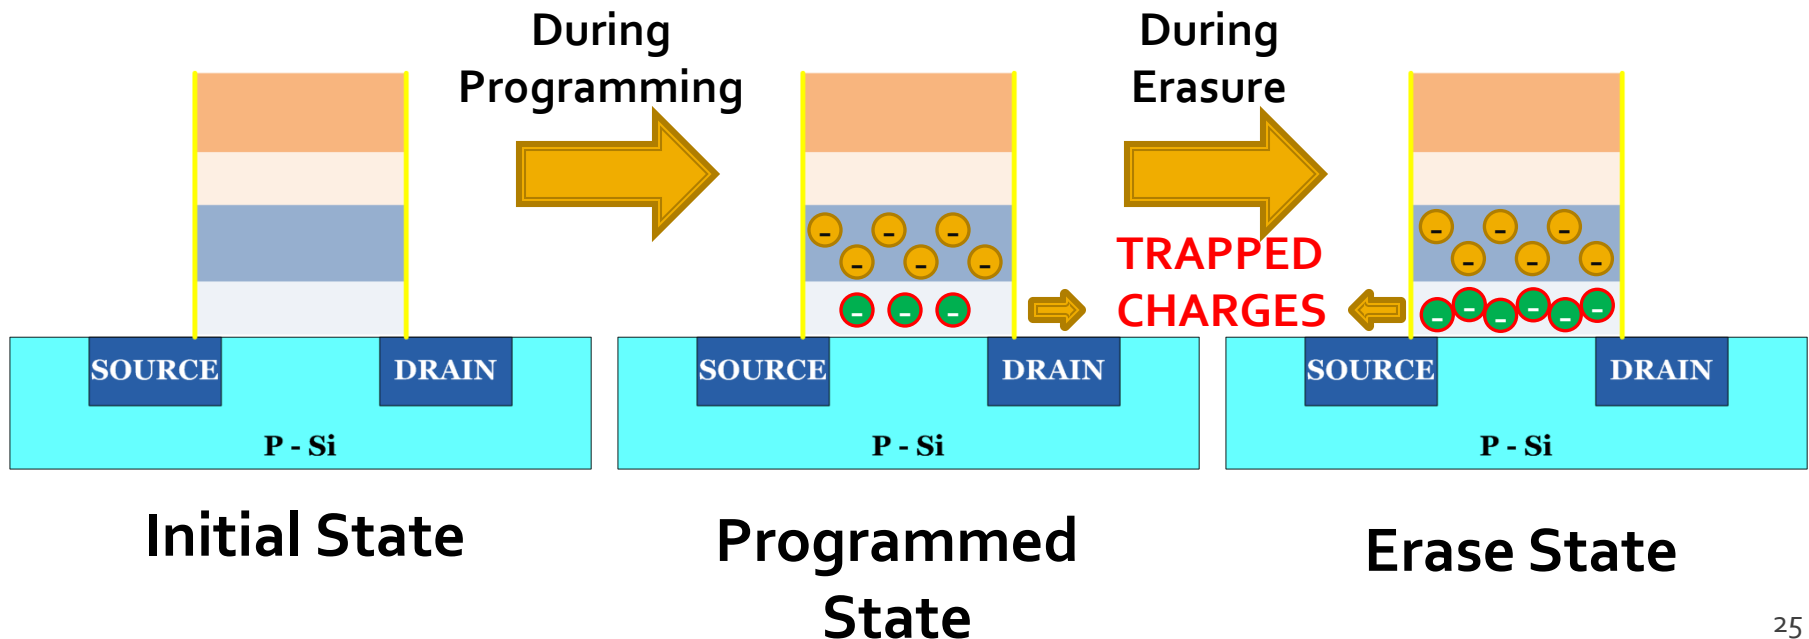 During
Programming
During
Erasure
- - -
- - -
- - -
TRAPPED
CHARGES
- - -
- - -
- - - - - -
SOURCE DRAIN
P - Si
SOURCE DRAIN
P - Si
SOURCE DRAIN
P - Si
Initial State
Programmed
State
Erase State
25